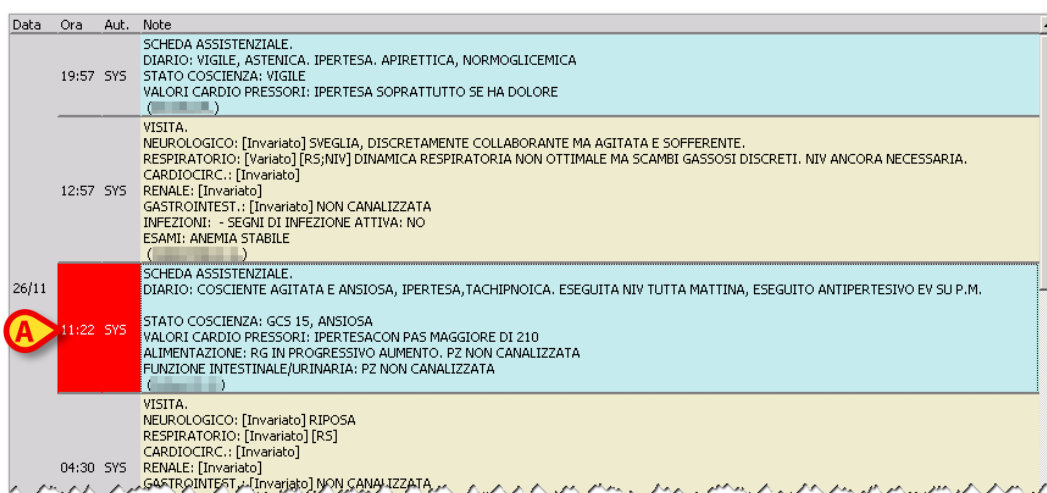 Data Ora Aut. Note
SCHEDA ASSISTENZIALE.
DIARIO: VIGILE, ASTENICA. IPERTESA. APIRETTICA, NORMOGLICEMICA
19:57 SYS STATO COSCIENZA: VIGILE
VALORI CARDIO PRESSORI: IPERTESA SOPRATTUTTO SE HA DOLORE
VISITA.
NEUROLOGICO: [Invariato] SVEGLIA, DISCRETAMENTE COLLABORANTE MA AGITATA E SOFFERENTE.
RESPIRATORIO: [Variato] [RS;NIV] DINAMICA RESPIRATORIA NON OTTIMALE MA SCAMBI GASSOSI DISCRETI. NIV ANCORA NECESSARIA.
CARDIOCIRC.: [Invariato]
12:57 SYS RENALE: [Invariato]
GASTROINTEST.: [Invariato] NON CANALIZZATA
INFEZIONI:  - SEGNI DI INFEZIONE ATTIVA: NO
ESAMI: ANEMIA STABILE
SCHEDA ASSISTENZIALE.
26/11 DIARIO: COSCIENTE AGITATA E ANSIOSA, IPERTESA,TACHIPNOICA. ESEGUITA NIV TUTTA MATTINA, ESEGUITO ANTIPERTESIVO EV SU P.M.
STATO COSCIENZA: GCS 15, ANSIOSA
A 11:22 SYS VALORI CARDIO PRESSORI: IPERTESACON PAS MAGGIORE DI 210
ALIMENTAZIONE: RG IN PROGRESSIVO AUMENTO. PZ NON CANALIZZATA
FUNZIONE INTESTINALE/URINARIA: PZ NON CANALIZZATA
VISITA.
NEUROLOGICO: [Invariato] RIPOSA
RESPIRATORIO: [Invariato] [RS]
CARDIOCIRC.: [Invariato]
04:30 SYS RENALE: [Invariato]
GASTROINTEST.: [Invariato] NON CANALIZZATA